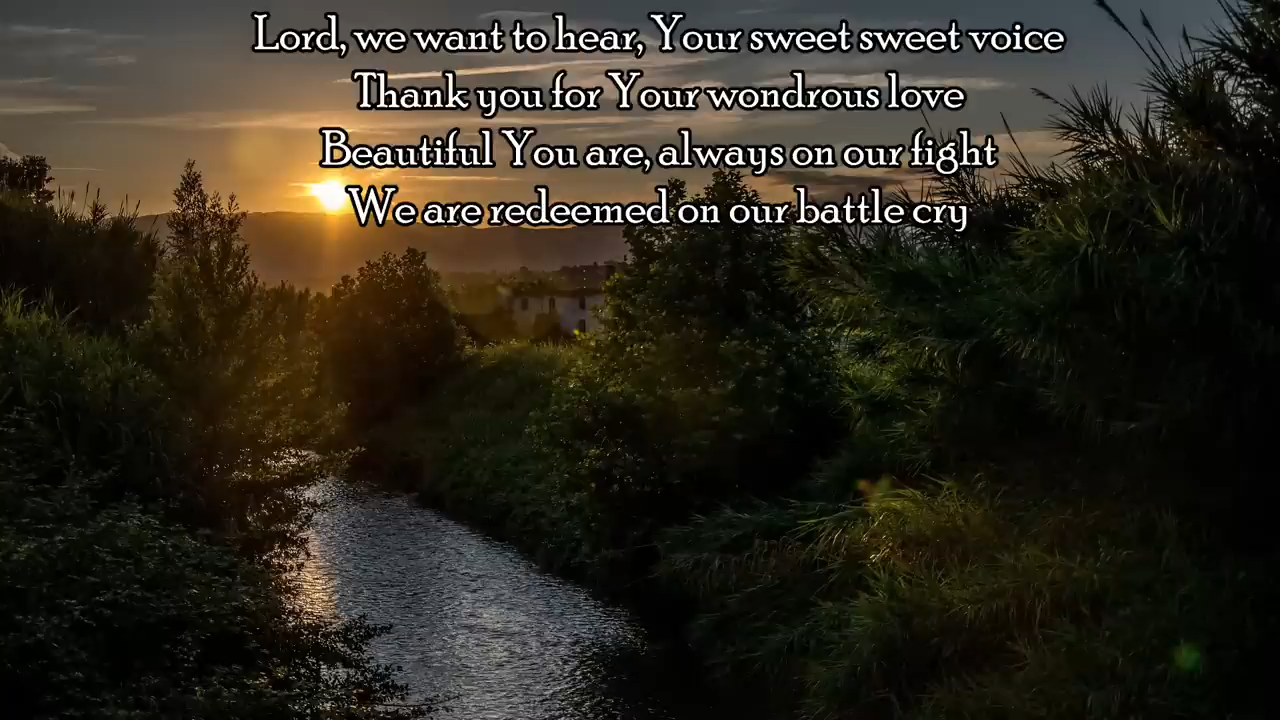 Lord, we want to hear, Your sweet sweet voice
Thank you for Your wondrous love
Beautiful You are, always on our fight
We are redeemed on our battle cry